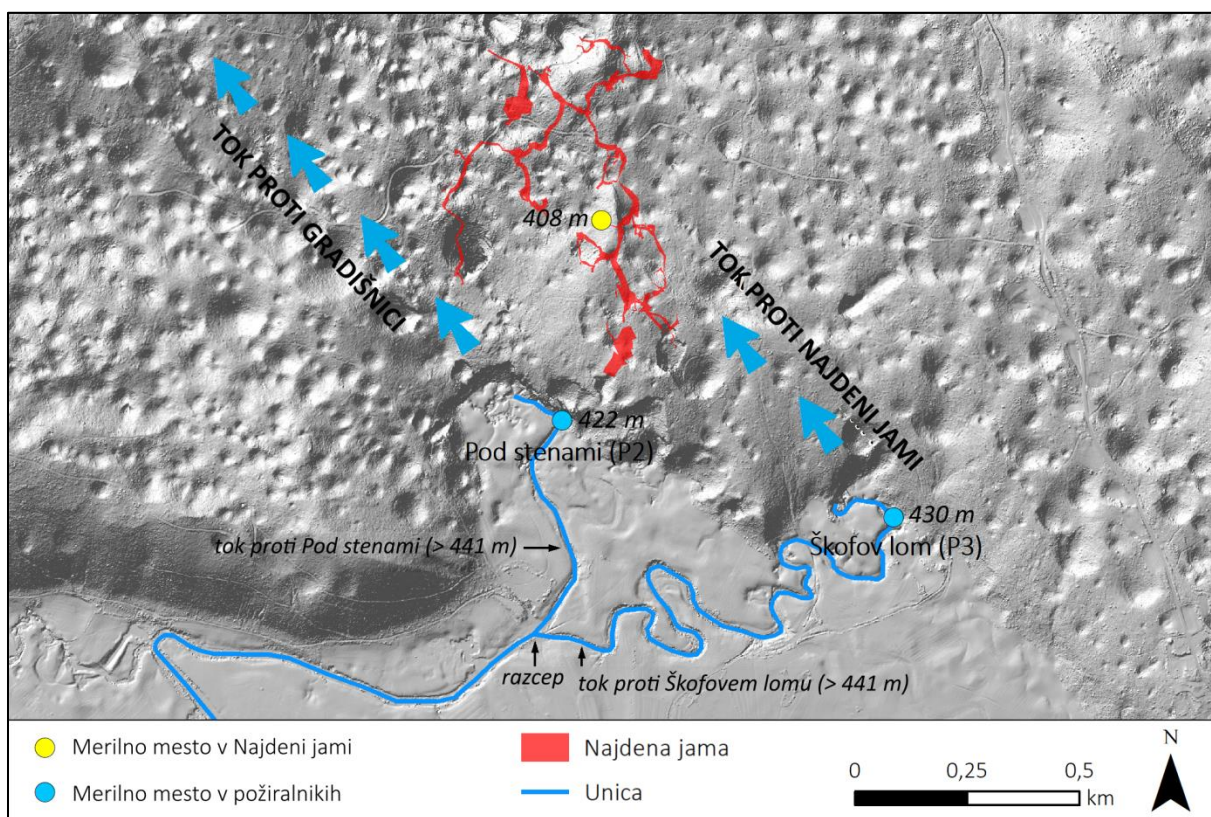 TOK PROTI GRADIŠNICI
408 m
TOK PROTI NAJDENI JAMI
422 m
Pod stenami (P2)
430 m
Škofov lom (P3)
tok proti Pod stenami (> 441 m)
razcep
tok proti Škofovem lomu (> 441 m)
Merilno mesto v Najdeni jami
Najdena jama
N
Merilno mesto v požiralnikih
Unica
0 0,25 0,5
km